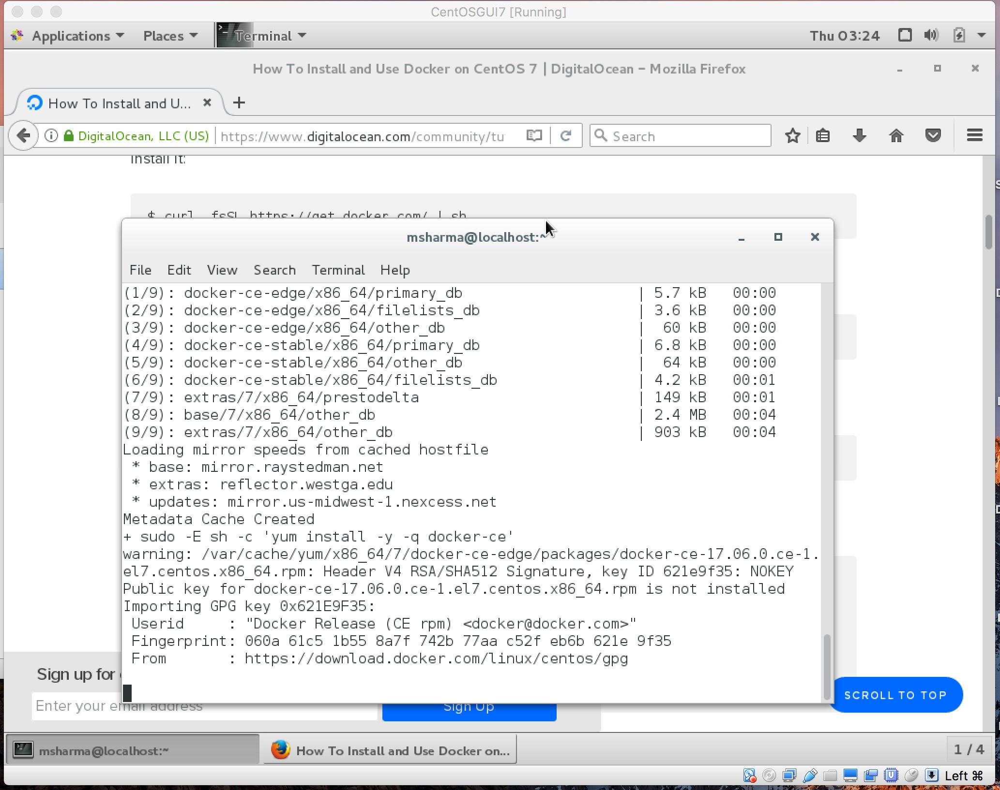 CentOSGUI7 [Running]
Applications Places Terminal Thu 03:24
How To Install and Use Docker on CentOS 7 | DigitalOcean – Mozilla Firefox
How To Install and U...
DigitalOcean, LLC (US) https://www.digitalocean.com/community/tu Search
install it:
$ curl -fsSL https://get.docker.com/ | sh
msharma@localhost:~
File Edit View Search Terminal Help
(1/9): docker-ce-edge/x86_64/primary_db | 5.7 kB 00:00
(2/9): docker-ce-edge/x86_64/filelists_db | 3.6 kB 00:00
(3/9): docker-ce-edge/x86_64/other_db | 60 kB 00:00
(4/9): docker-ce-stable/x86_64/primary_db | 6.8 kB 00:00
(5/9): docker-ce-stable/x86_64/other_db | 64 kB 00:00
(6/9): docker-ce-stable/x86_64/filelists_db | 4.2 kB 00:01
(7/9): extras/7/x86_64/prestodelta | 149 kB 00:01
(8/9): base/7/x86_64/other_db | 2.4 MB 00:04
(9/9): extras/7/x86_64/other_db | 903 kB 00:04
Loading mirror speeds from cached hostfile
* base: mirror.raystedman.net
* extras: reflector.westga.edu
* updates: mirror.us-midwest-1.nexcess.net
Metadata Cache Created
+ sudo -E sh -c 'yum install -y -q docker-ce'
warning: /var/cache/yum/x86_64/7/docker-ce-edge/packages/docker-ce-17.06.0.ce-1.
el7.centos.x86_64.rpm: Header V4 RSA/SHA512 Signature, key ID 621e9f35: NOKEY
Public key for docker-ce-17.06.0.ce-1.el7.centos.x86_64.rpm is not installed
Importing GPG key 0x621E9F35:
Userid : "Docker Release (CE rpm) <docker@docker.com>"
Fingerprint: 060a 61c5 1b55 8a7f 742b 77aa c52f eb6b 621e 9f35
From : https://download.docker.com/linux/centos/gpg
Sign up for
Enter your email address Sign Up
SCROLL TO TOP
msharma@localhost:~ How To Install and Use Docker on... 1 / 4
Left ⌘